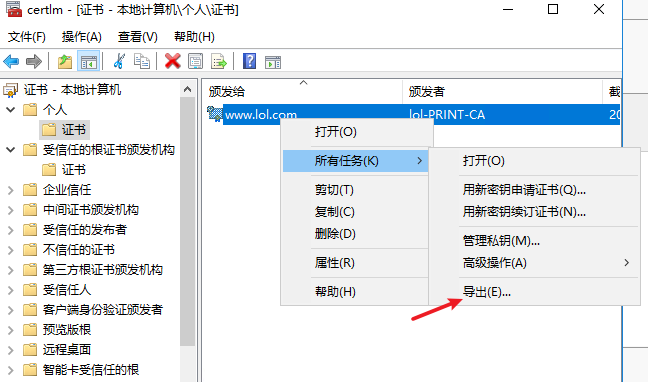 certlm - [证书 - 本地计算机\个人\证书]
文件(F) 操作(A) 查看(V) 帮助(H)
证书 - 本地计算机
个人
证书
受信任的根证书颁发机构
证书
企业信任
中间证书颁发机构
受信任的发布者
不信任的证书
第三方根证书颁发机构
受信任人
客户端身份验证颁发者
预览版根
远程桌面
智能卡受信任的根
颁发给 颁发者 截
www.lol.com lol-PRINT-CA 20
打开(O)
所有任务(K)
剪切(T)
复制(C)
删除(D)
属性(R)
帮助(H)
打开(O)
用新密钥申请证书(Q)...
用新密钥续订证书(N)...
管理私钥(M)...
高级操作(A)
导出(E)...